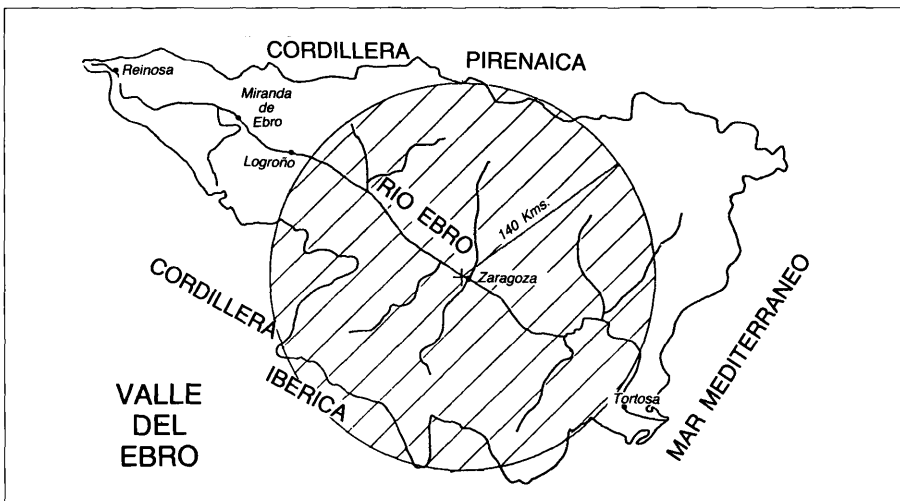 CORDILLERA PIRENAICA
Reinosa
Miranda
de
Ebro
Logroño
RIO EBRO
140 Kms.
Zaragoza
CORDILLERA
IBERICA
MAR MEDITERRANEO
Tortosa
VALLE
DEL
EBRO